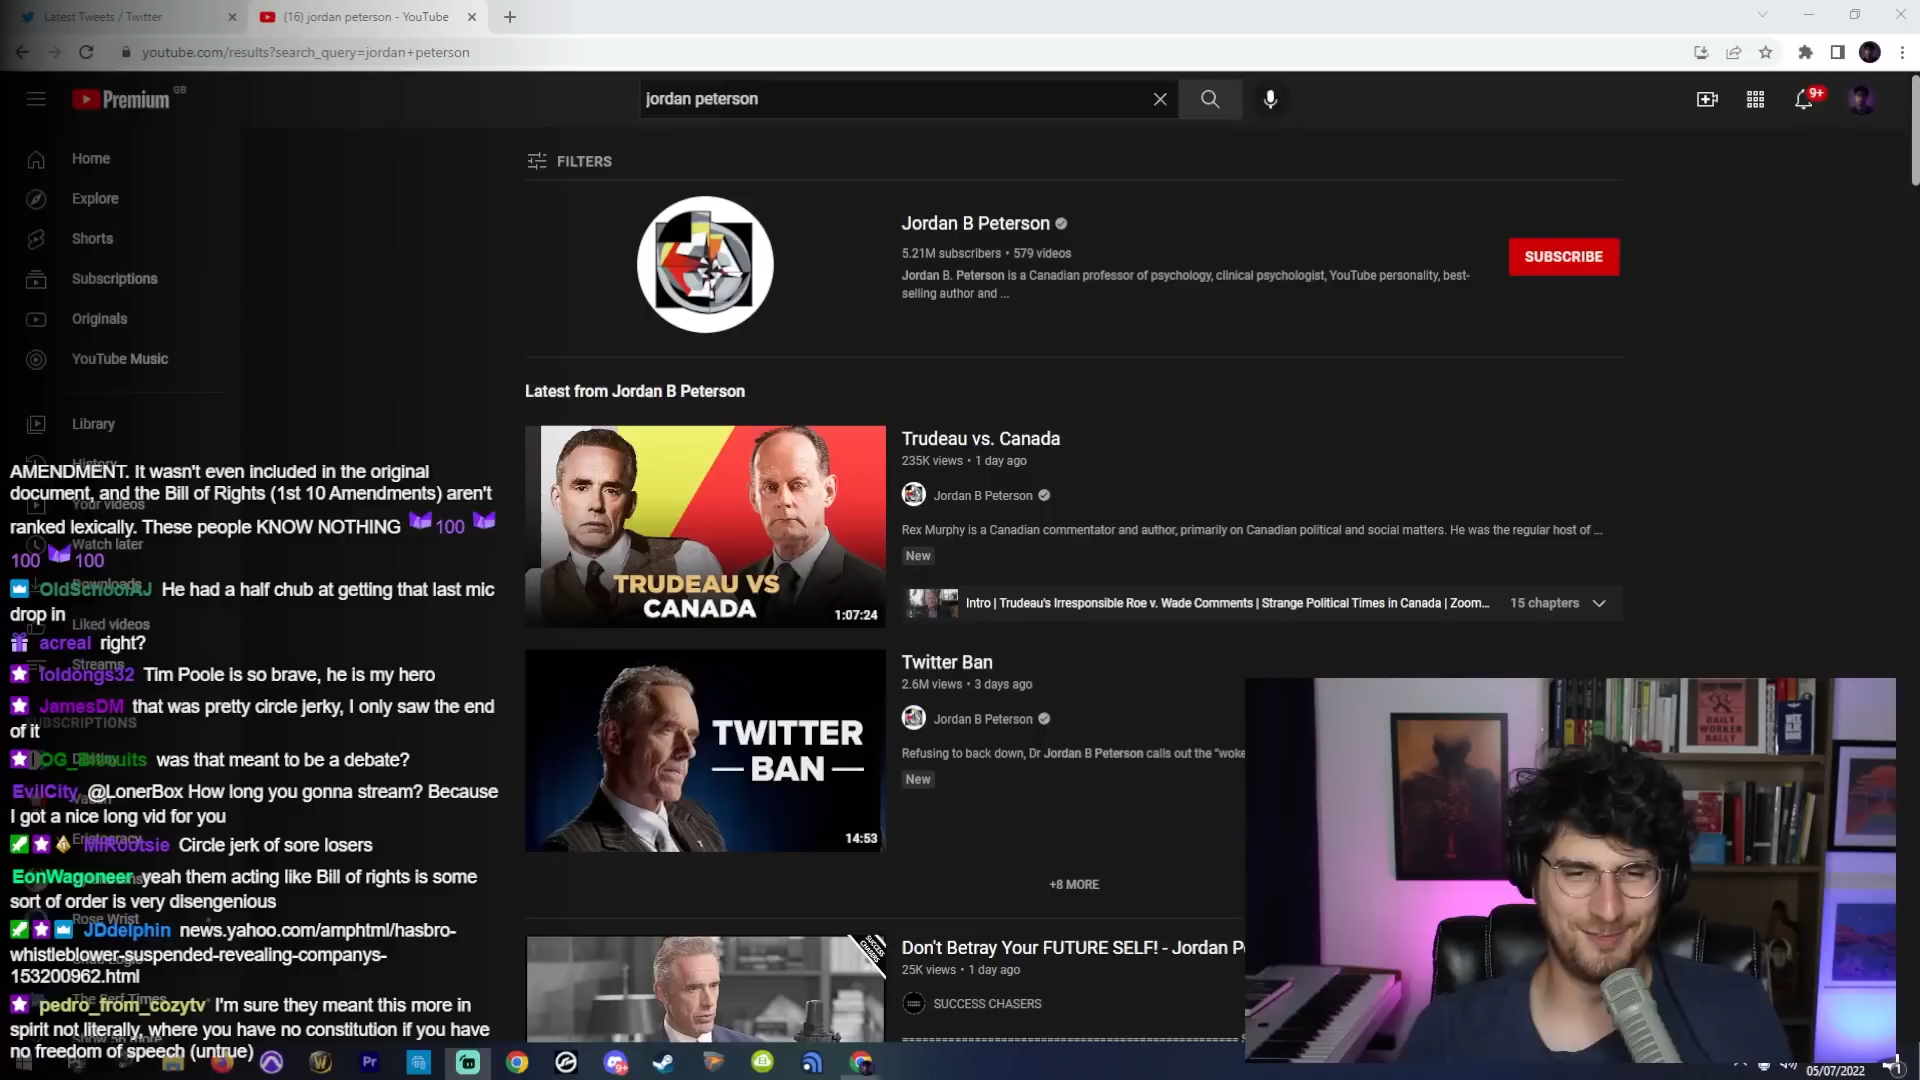 Latest Tweets / Twitter
(16) jordan peterson - YouTube
youtube.com/results?search_query=jordan+peterson
Premium GB
jordan peterson
9+
Home
Explore
Shorts
Subscriptions
Originals
YouTube Music
Library
History
Your videos
Watch later
Downloads
Liked videos
Streams
SUBSCRIPTIONS
Rose Wrist
The Serf Times
FILTERS
Jordan B Peterson
5.21M subscribers • 579 videos
Jordan B. Peterson is a Canadian professor of psychology, clinical psychologist, YouTube personality, best-
selling author and ...
SUBSCRIBE
Latest from Jordan B Peterson
TRUDEAU VS
CANADA
1:07:24
Trudeau vs. Canada
235K views • 1 day ago
Jordan B Peterson
Rex Murphy is a Canadian commentator and author, primarily on Canadian political and social matters. He was the regular host of ...
New
Intro | Trudeau's Irresponsible Roe v. Wade Comments | Strange Political Times in Canada | Zoom...
15 chapters
TWITTER
BAN
14:53
Twitter Ban
2.6M views • 3 days ago
Jordan B Peterson
Refusing to back down, Dr Jordan B Peterson calls out the "woke
New
+8 MORE
SUCCESS
CHASERS
Don't Betray Your FUTURE SELF! - Jordan P
25K views • 1 day ago
SUCCESS CHASERS
AMENDMENT. It wasn't even included in the original
document, and the Bill of Rights (1st 10 Amendments) aren't
ranked lexically. These people KNOW NOTHING 100
100 100
OldSchoolAJ He had a half chub at getting that last mic
drop in
acreal right?
loldongs32 Tim Poole is so brave, he is my hero
JamesDM that was pretty circle jerky, I only saw the end
of it
OG_Biscuits was that meant to be a debate?
EvilCity @LonerBox How long you gonna stream? Because
I got a nice long vid for you
MrRootsie Circle jerk of sore losers
EonWagoneer yeah them acting like Bill of rights is some
sort of order is very disengenious
JDdelphin news.yahoo.com/amphtml/hasbro-
whistleblower-suspended-revealing-companys-
153200962.html
pedro_from_cozytv I'm sure they meant this more in
spirit not literally, where you have no constitution if you have
no freedom of speech (untrue)
DAILY
WORKER
RALLY
Pr
9+
05/07/2022
1